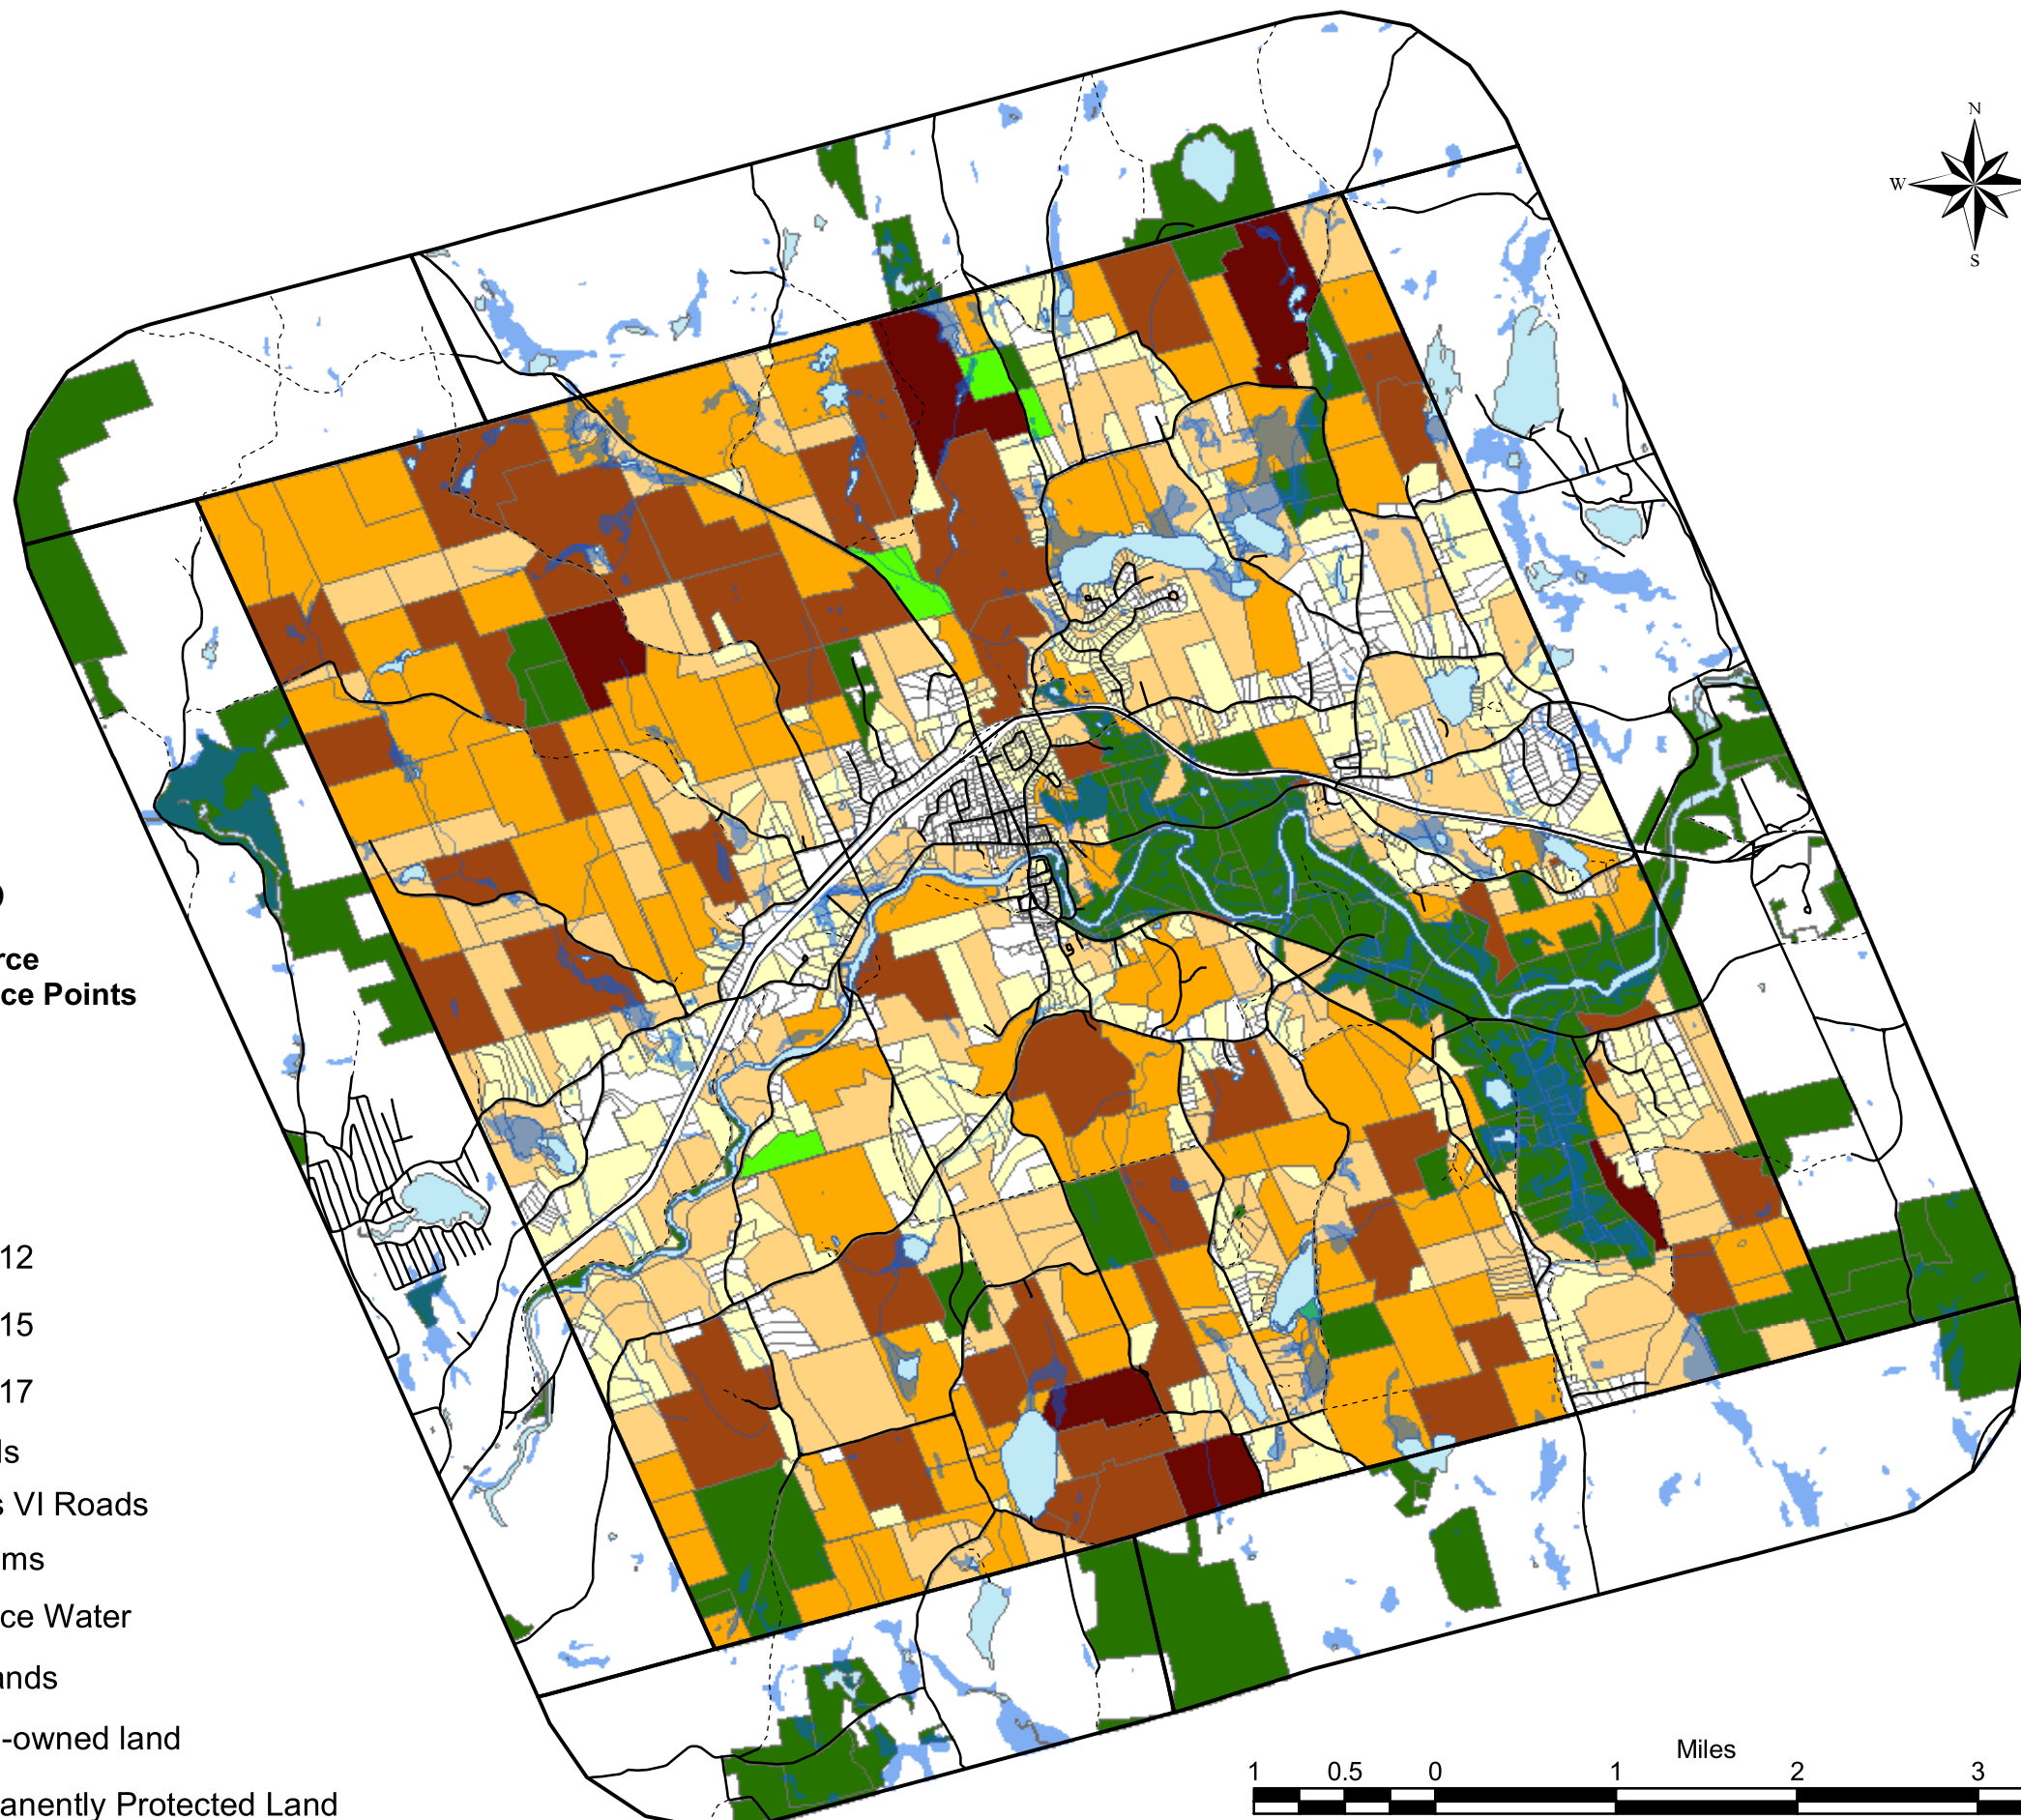 N
W
S
)
rce
ce Points
12
15
17
ls
s VI Roads
ms
ce Water
ands
-owned land
anently Protected Land
Miles
1 0.5 0 1 2 3